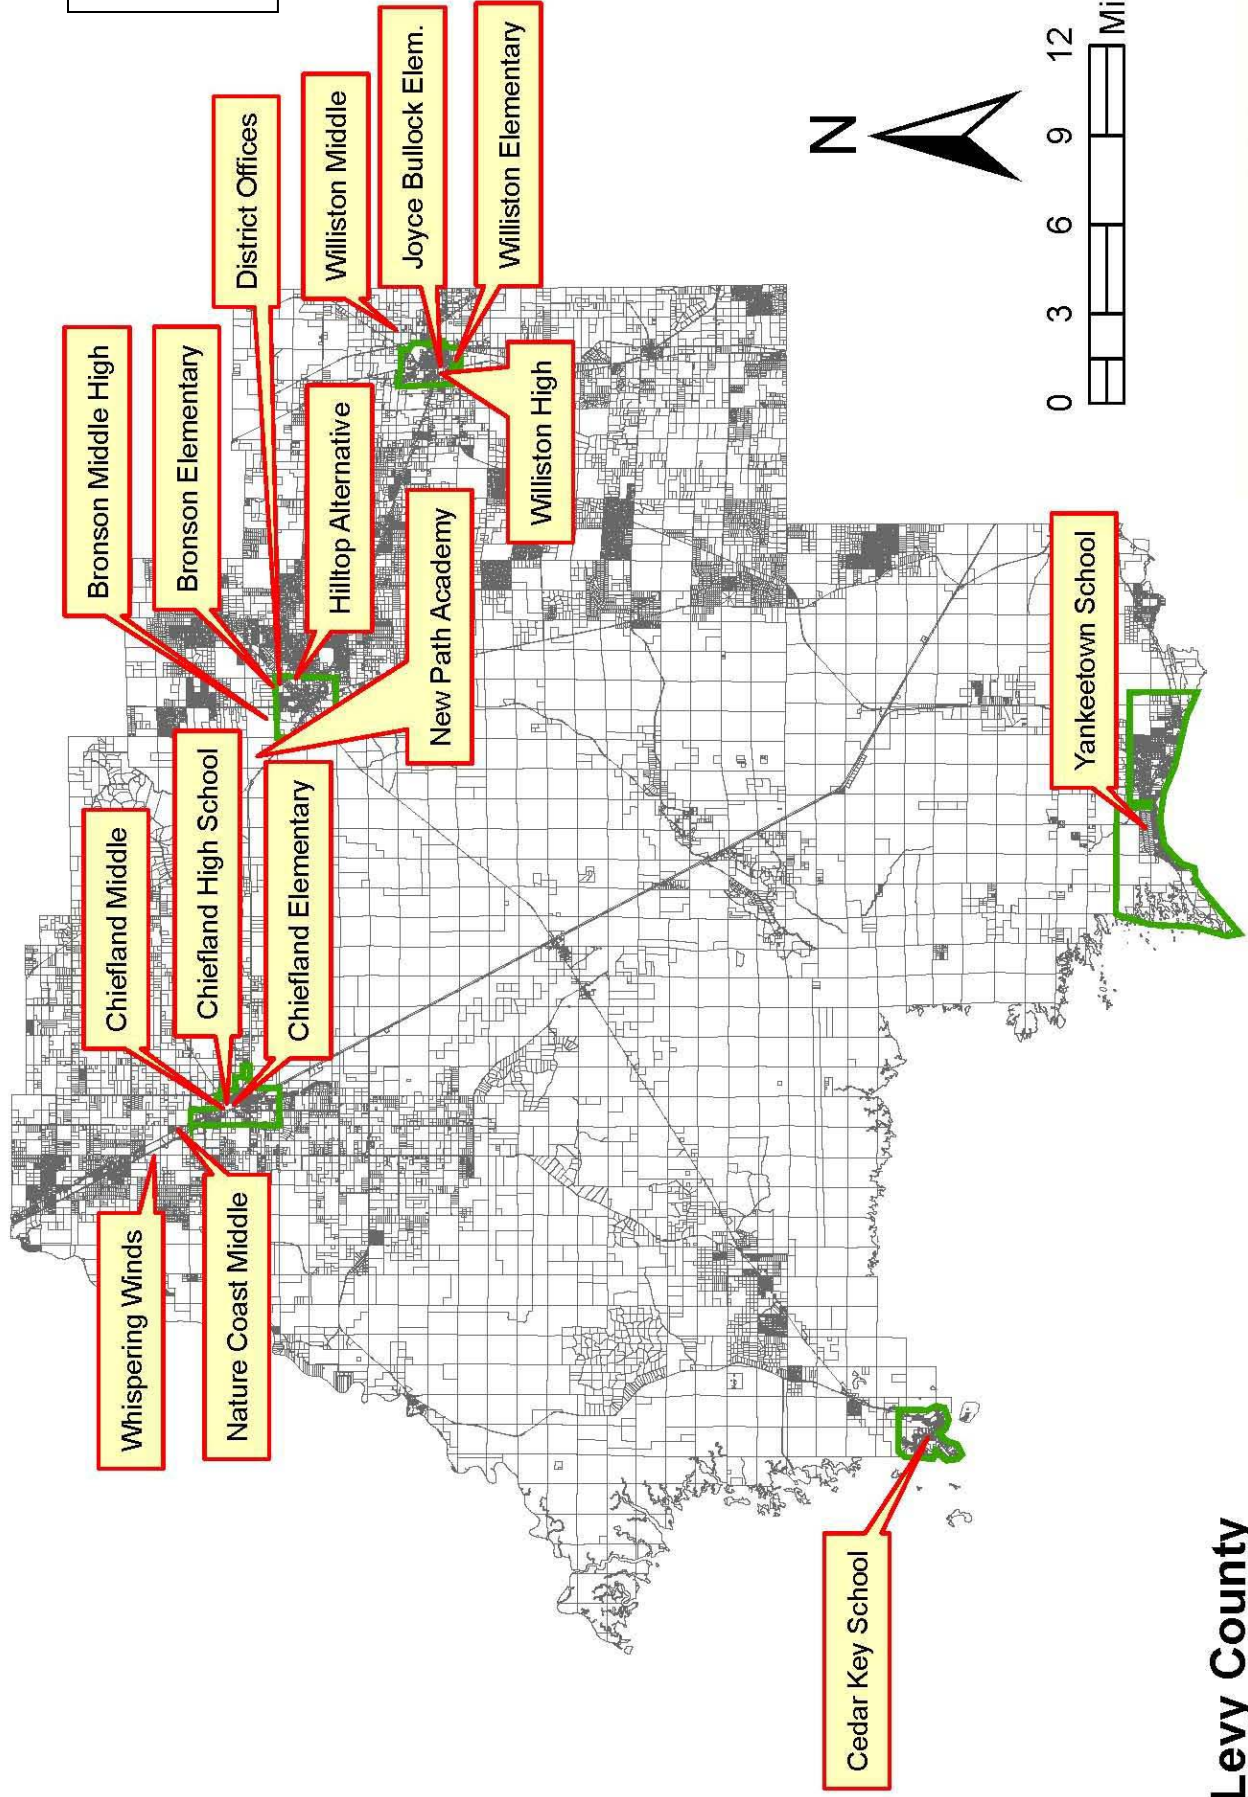 Bronson Middle High
Bronson Elementary
District Offices
Hilltop Alternative
New Path Academy
Williston Middle
Joyce Bullock Elem.
Williston Elementary
Williston High
Chiefland Middle
Chiefland High School
Chiefland Elementary
Whispering Winds
Nature Coast Middle
Cedar Key School
Yankeetown School
N
0 3 6 9 12
Mi
Levy County